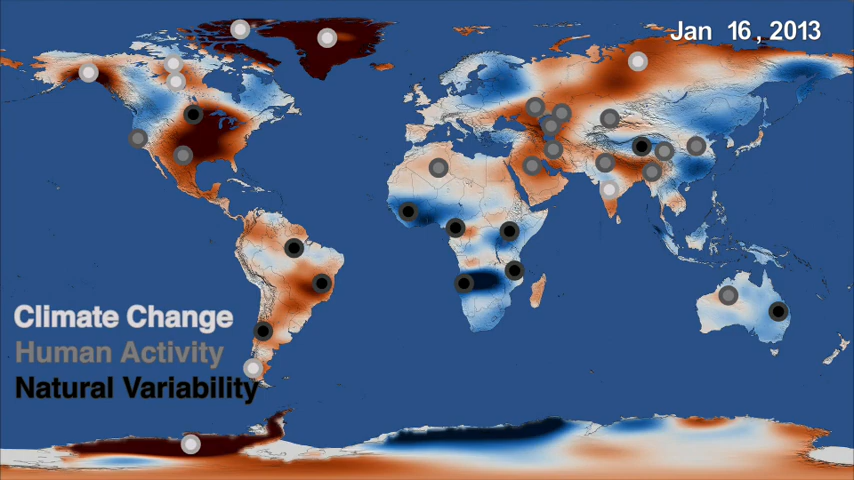 Jan 16, 2013
Climate Change
Human Activity
Natural Variability